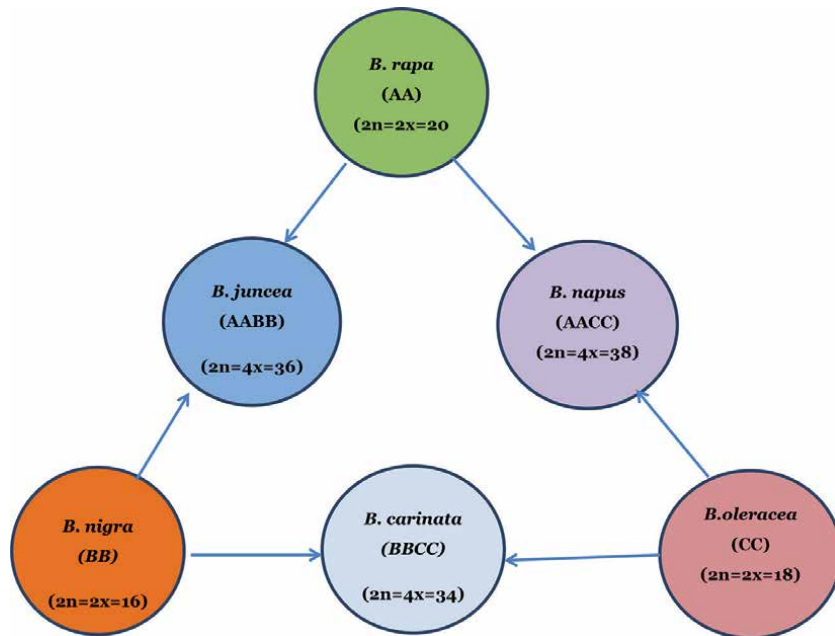 B. rapa
(AA)
(2n=2x=20
B. juncea
(AABB)
(2n=4x=36)
B. napus
(AACC)
(2n=4x=38)
B. nigra
(BB)
(2n=2x=16)
B. carinata
(BBCC)
(2n=4x=34)
B.oleracea
(CC)
(2n=2x=18)